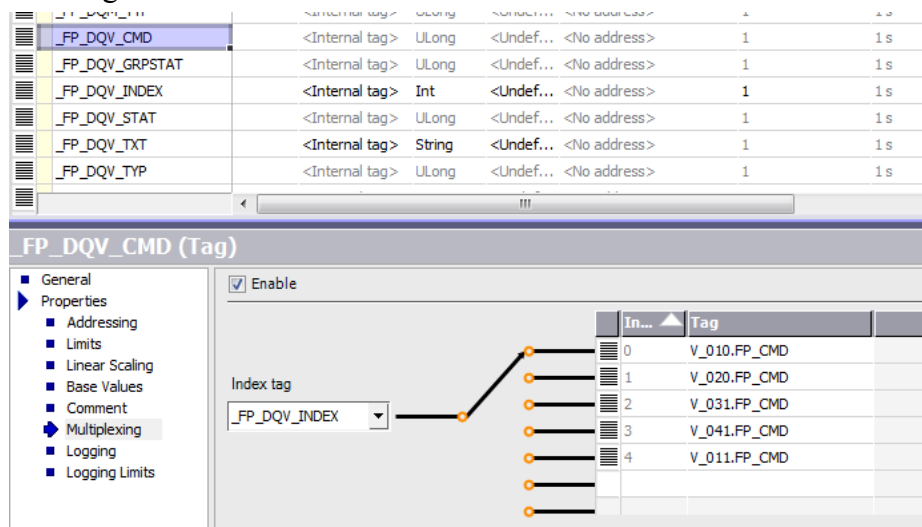 _FP_DQV_CMD <Internal tag> ULong <Undef... <No address> 1 1 s
_FP_DQV_GRPSTAT <Internal tag> ULong <Undef... <No address> 1 1 s
_FP_DQV_INDEX <Internal tag> Int <Undef... <No address> 1 1 s
_FP_DQV_STAT <Internal tag> ULong <Undef... <No address> 1 1 s
_FP_DQV_TXT <Internal tag> String <Undef... <No address> 1 1 s
_FP_DQV_TYP <Internal tag> ULong <Undef... <No address> 1 1 s
_FP_DQV_CMD (Tag)
General
Properties
Addressing
Limits
Linear Scaling
Base Values
Comment
Multiplexing
Logging
Logging Limits
Enable
Index tag
_FP_DQV_INDEX
In... Tag
0 V_010.FP_CMD
1 V_020.FP_CMD
2 V_031.FP_CMD
3 V_041.FP_CMD
4 V_011.FP_CMD